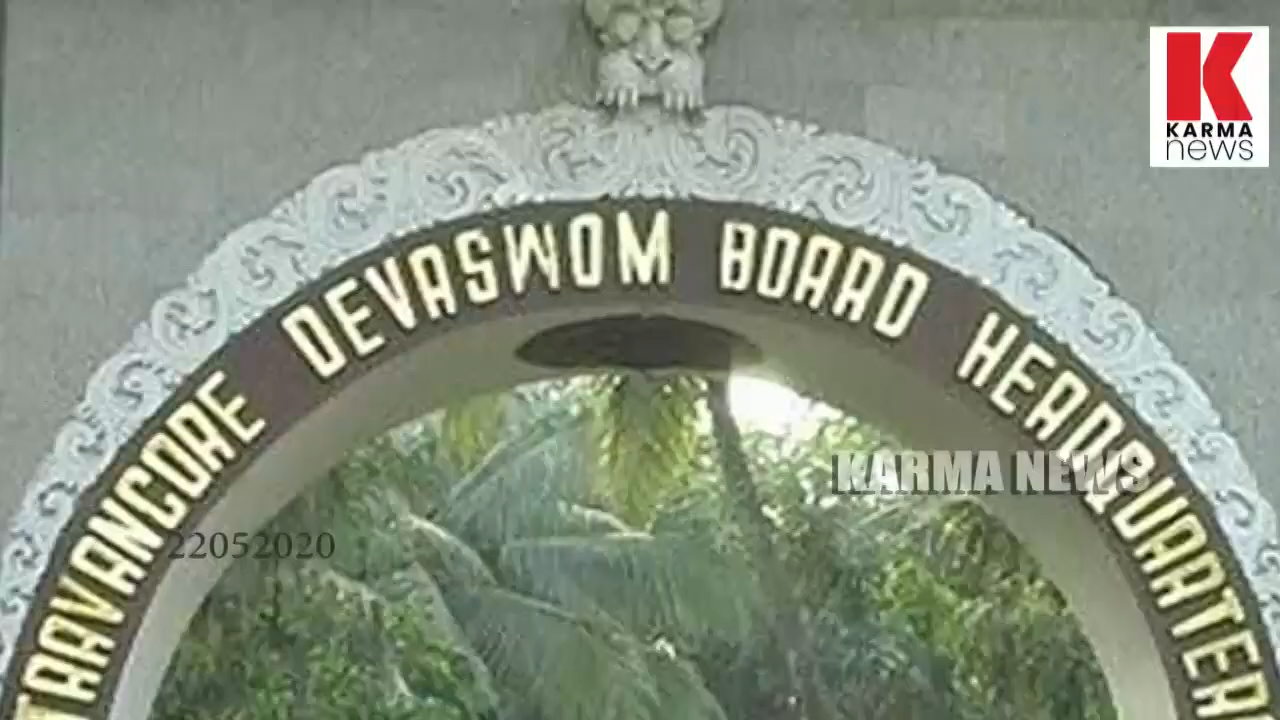 TRAVANCORE DEVASWOM BOARD HEADQUARTERS
K
KARMA
news
KARMA NEWS
22052020